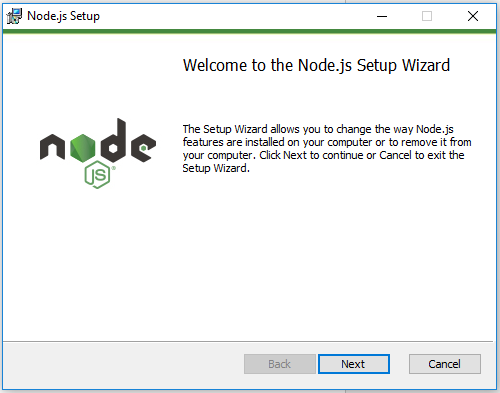 Node.js Setup
Welcome to the Node.js Setup Wizard
node
JS
The Setup Wizard allows you to change the way Node.js
features are installed on your computer or to remove it from
your computer. Click Next to continue or Cancel to exit the
Setup Wizard.
Back Next Cancel